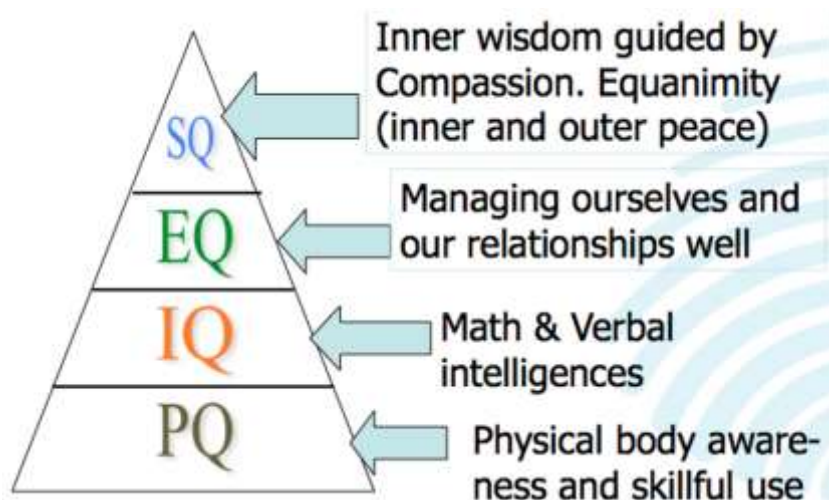 Inner wisdom guided by
Compassion. Equanimity
(inner and outer peace)
SQ
Managing ourselves and
our relationships well
EQ
Math & Verbal
intelligences
IQ
Physical body aware-
ness and skillful use
PQ